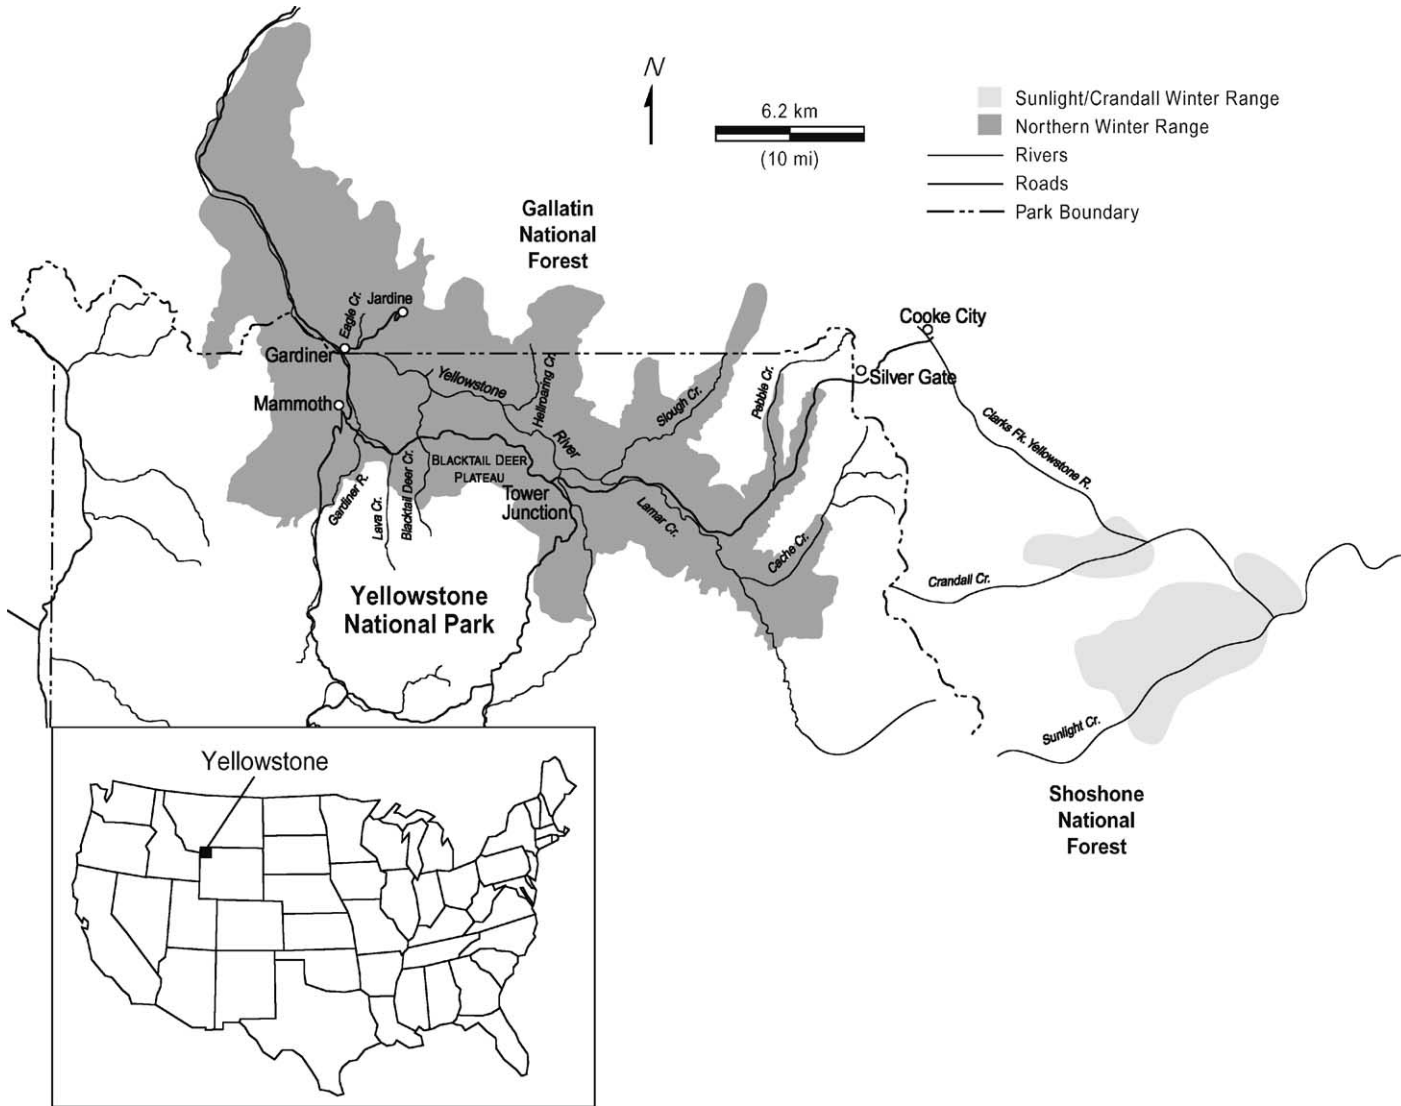 N
6.2 km
(10 mi)
Sunlight/Crandall Winter Range
Northern Winter Range
Rivers
Roads
Park Boundary
Gallatin
National
Forest
Eagle Cr.
Jardine
Gardiner
Mammoth
Yellowstone
River
Hellroaring Cr.
Slough Cr.
Pebble Cr.
Cooke City
Silver Gate
Clarks Fk. Yellowstone R.
BLACKTAIL DEER
PLATEAU
Gardiner R.
Lava Cr.
Blacktail Deer Cr.
Tower
Junction
Lamar Cr.
Cache Cr.
Crandall Cr.
Yellowstone
National Park
Sunlight Cr.
Shoshone
National
Forest
Yellowstone